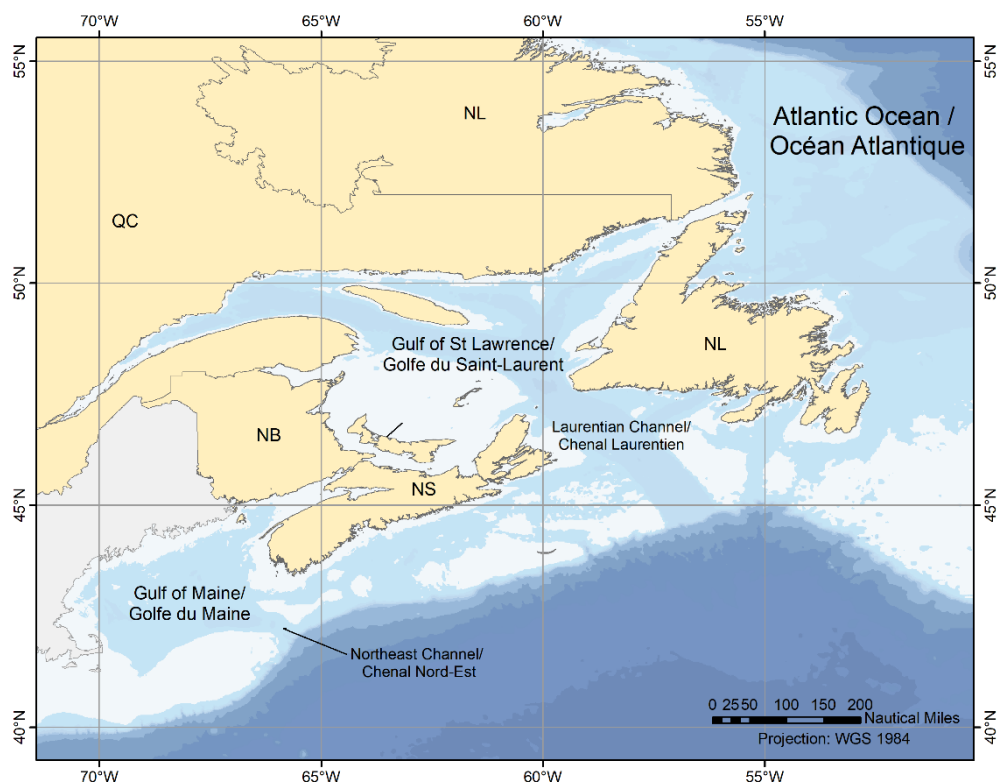 70°W 65°W 60°W 55°W
55°N 55°N
NL
Atlantic Ocean /
Océan Atlantique
QC
50°N 50°N
Gulf of St Lawrence/
Golfe du Saint-Laurent
NL
Laurentian Channel/
Chenal Laurentien
NB
NS
45°N 45°N
Gulf of Maine/
Golfe du Maine
Northeast Channel/
Chenal Nord-Est
0 25 50 100 150 200
Nautical Miles
Projection: WGS 1984
40°N 40°N
70°W 65°W 60°W 55°W